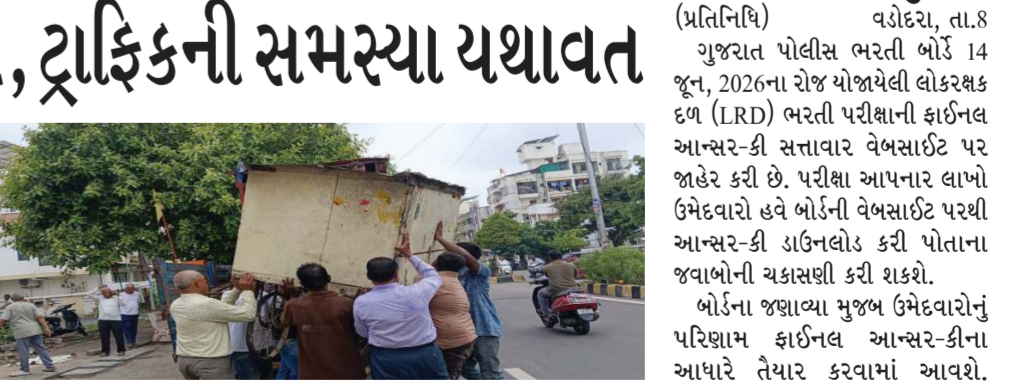 ટ્રાફિકની સમસ્યા યથાવત
(પ્રતિનિધિ) વડોદરા, તા.8
ગુજરાત પોલીસ ભરતી બોર્ડે 14
જૂન, 2026ના રોજ યોજાયેલી લોકરક્ષક
દળ (LRD) ભરતી પરીક્ષાની ફાઈનલ
આન્સર-કી સત્તાવાર વેબસાઈટ પર
જાહેર કરી છે. પરીક્ષા આપનાર લાખો
ઉમેદવારો હવે બોર્ડની વેબસાઈટ પરથી
આન્સર-કી ડાઉનલોડ કરી પોતાના
જવાબોની ચકાસણી કરી શકશે.
બોર્ડના જણાવ્યા મુજબ ઉમેદવારોનું
પરિણામ ફાઈનલ આન્સર-કીના
આધારે તૈયાર કરવામાં આવશે.